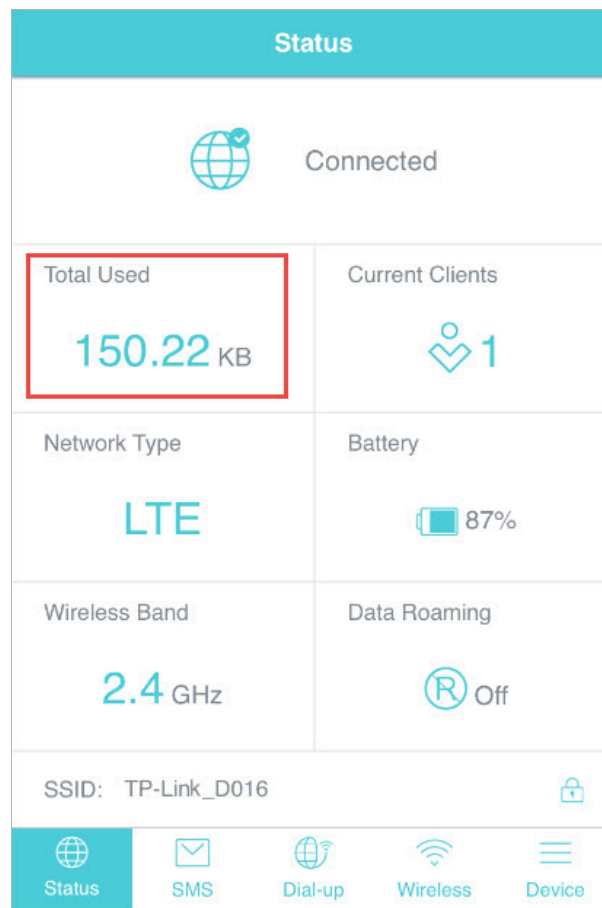 Status
Connected
Total Used
Current Clients
150.22 KB
1
Network Type
Battery
LTE
87%
Wireless Band
Data Roaming
2.4 GHz
R Off
SSID: TP-Link_D016
Status
SMS
Dial-up
Wireless
Device